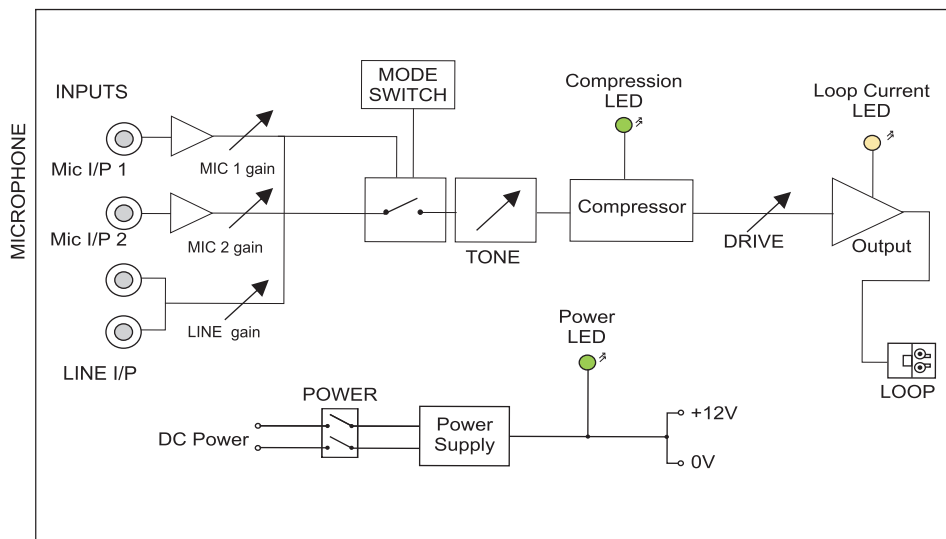 MICROPHONE
INPUTS
Mic I/P 1
MIC 1 gain
Mic I/P 2
MIC 2 gain
LINE gain
LINE I/P
MODE
SWITCH
TONE
Compression
LED
Compressor
DRIVE
Loop Current
LED
Output
LOOP
Power
LED
POWER
DC Power
Power
Supply
+12V
0V